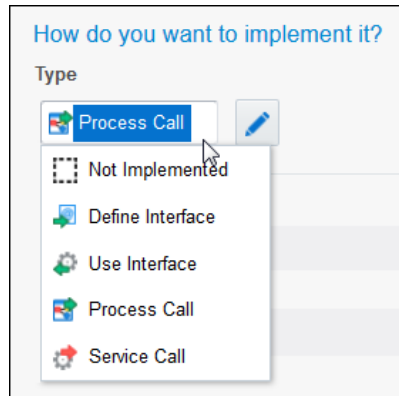 How do you want to implement it?
Type
Process Call
Not Implemented
Define Interface
Use Interface
Process Call
Service Call